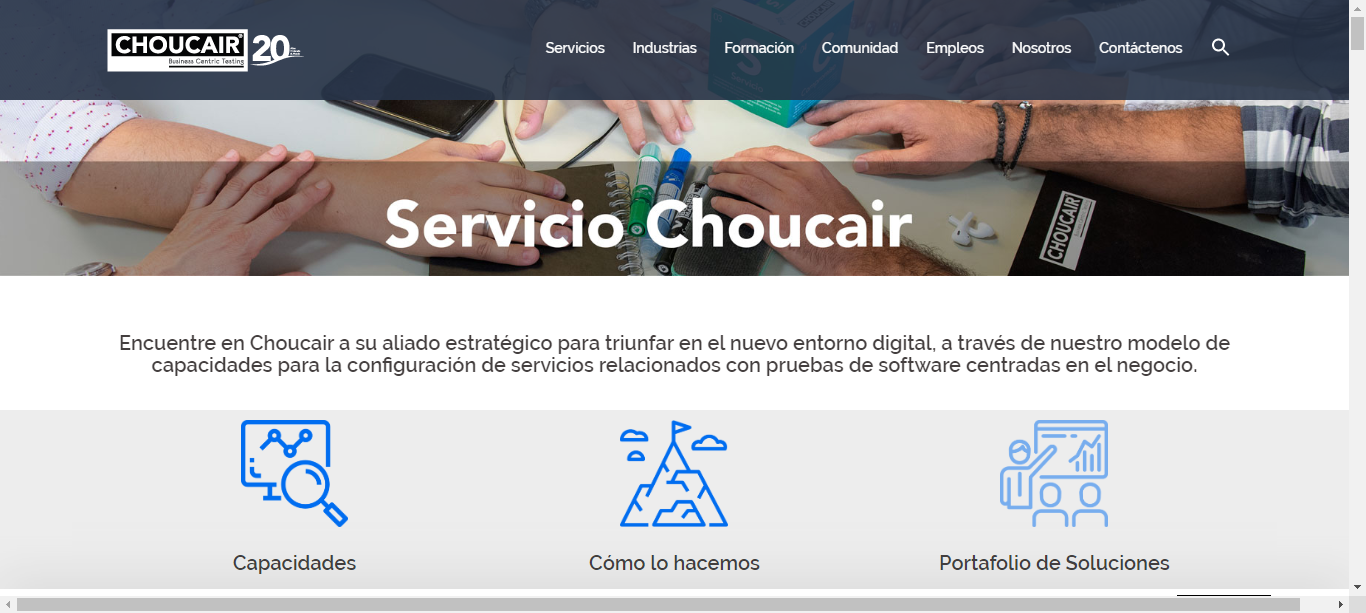 CHOUCAIR®
Business Centric Testing
20
Servicios Industrias Formación Comunidad Empleos Nosotros Contáctenos
CHOUCAIR
Servicio Choucair
Encuentre en Choucair a su aliado estratégico para triunfar en el nuevo entorno digital, a través de nuestro modelo de
capacidades para la configuración de servicios relacionados con pruebas de software centradas en el negocio.
Capacidades Cómo lo hacemos Portafolio de Soluciones